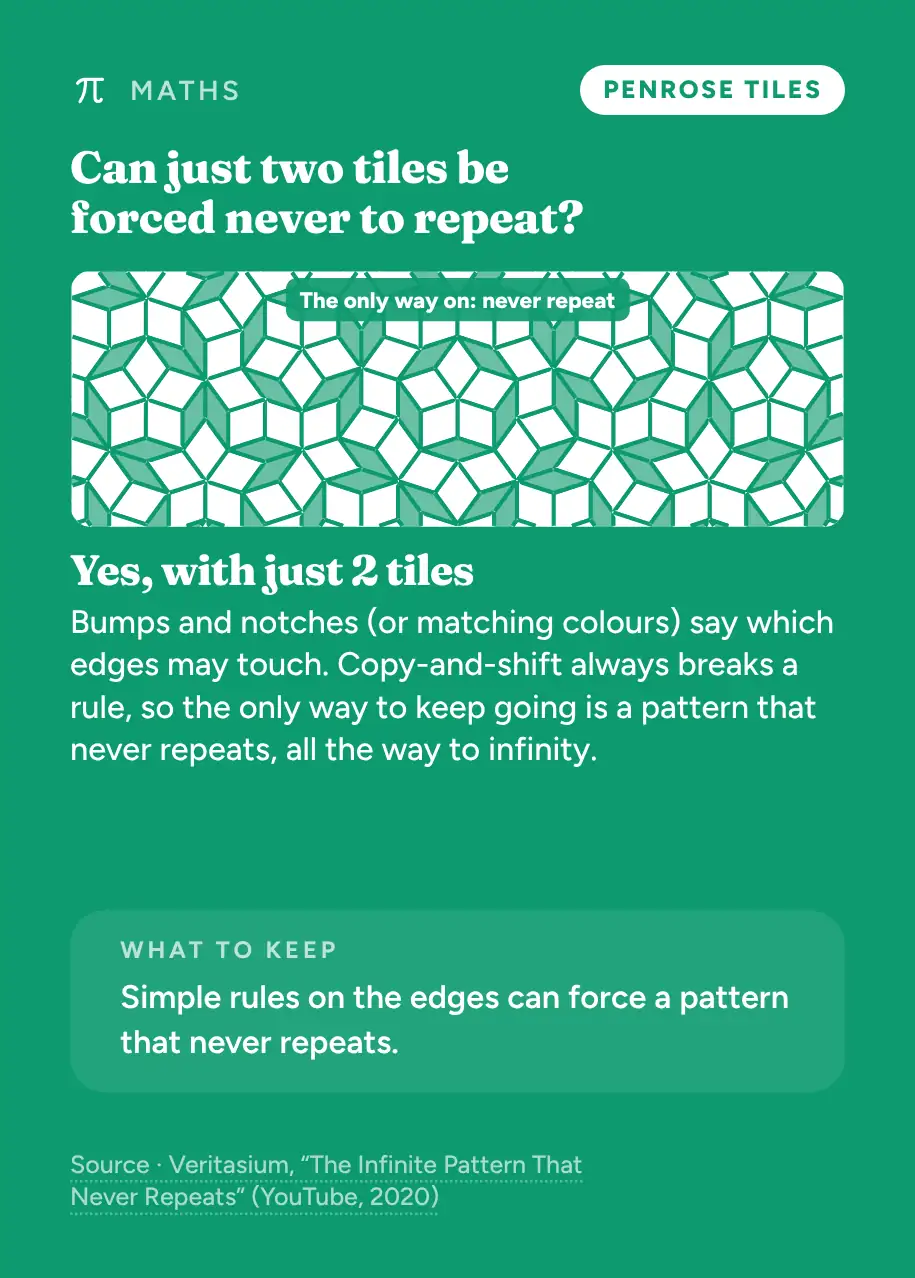 π MATHS
PENROSE TILES
Can just two tiles be
forced never to repeat?
The only way on: never repeat
Yes, with just 2 tiles
Bumps and notches (or matching colours) say which
edges may touch. Copy-and-shift always breaks a
rule, so the only way to keep going is a pattern that
never repeats, all the way to infinity.
WHAT TO KEEP
Simple rules on the edges can force a pattern
that never repeats.
Source · Veritasium, “The Infinite Pattern That
Never Repeats” (YouTube, 2020)